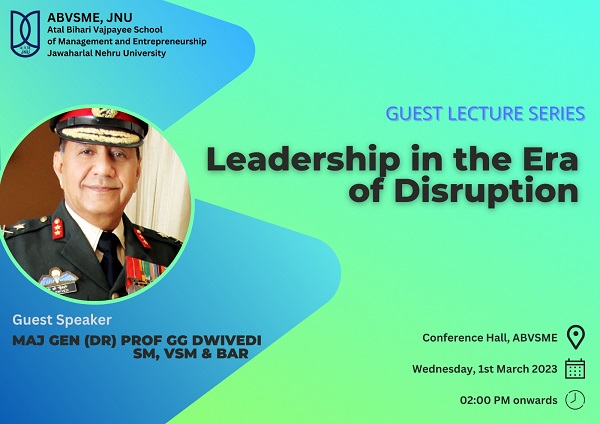 ABVSME, JNU
Atal Bihari Vajpayee School
of Management and Entrepreneurship
Jawaharlal Nehru University
GUEST LECTURE SERIES
Leadership in the Era
of Disruption
Guest Speaker
MAJ GEN (DR) PROF GG DWIVEDI
SM, VSM & BAR
Conference Hall, ABVSME
Wednesday, 1st March 2023
02:00 PM onwards